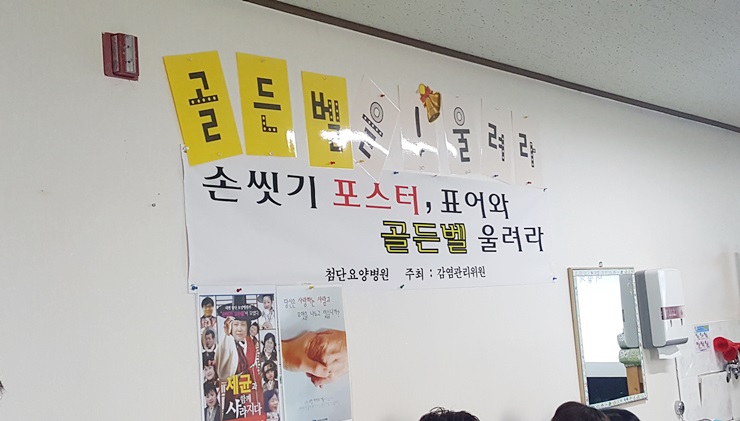 골든벨을! 울려라
손씻기 포스터, 표어와
골든벨 울려라
첨단요양병원 주최 : 감염관리위원
세균과
함께
사라지다